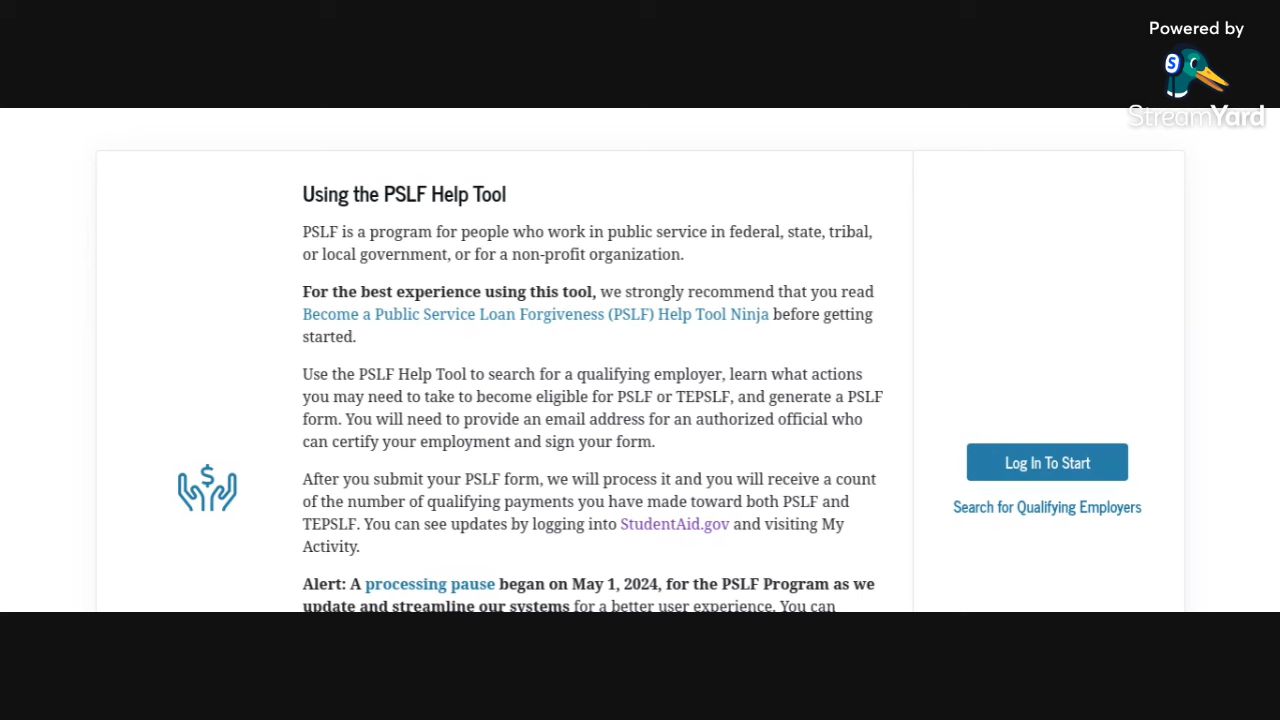 Powered by
S
StreamYard
Using the PSLF Help Tool
PSLF is a program for people who work in public service in federal, state, tribal,
or local government, or for a non-profit organization.
For the best experience using this tool, we strongly recommend that you read
Become a Public Service Loan Forgiveness (PSLF) Help Tool Ninja before getting
started.
Use the PSLF Help Tool to search for a qualifying employer, learn what actions
you may need to take to become eligible for PSLF or TEPSLF, and generate a PSLF
form. You will need to provide an email address for an authorized official who
can certify your employment and sign your form.
After you submit your PSLF form, we will process it and you will receive a count
of the number of qualifying payments you have made toward both PSLF and
TEPSLF. You can see updates by logging into StudentAid.gov and visiting My
Activity.
Alert: A processing pause began on May 1, 2024, for the PSLF Program as we
update and streamline our systems for a better user experience. You can
$
Log In To Start
Search for Qualifying Employers